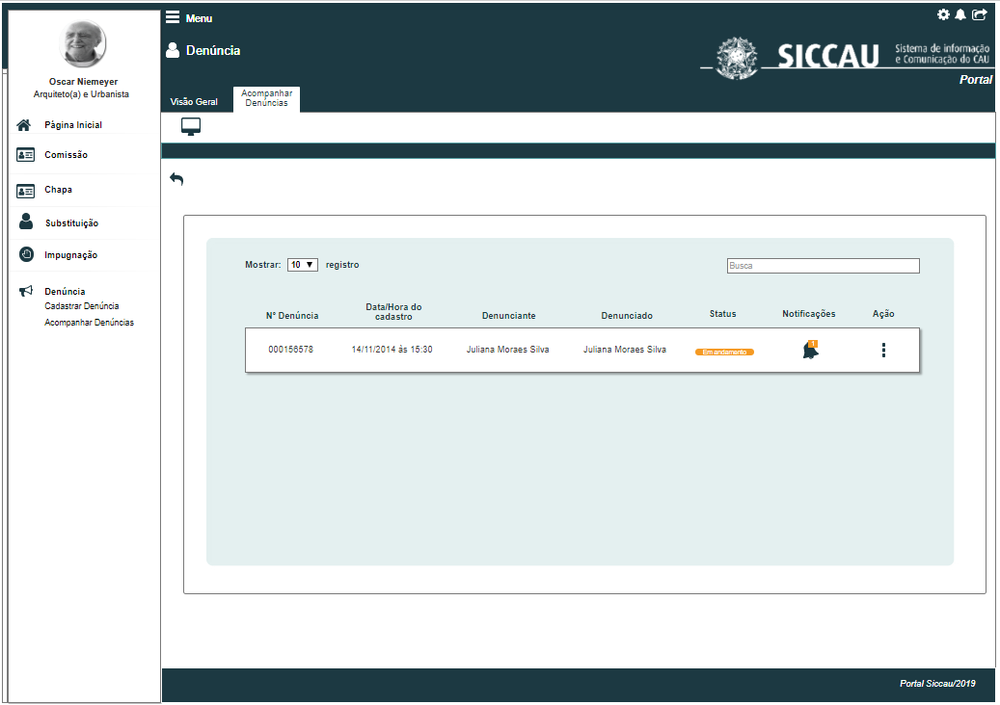 Oscar Niemeyer
Arquiteto(a) e Urbanista
Pàgina Inicial
Comissão
Chapa
Substituição
Impugnação
Denúncia
Cadastrar Denúncia
Acompanhar Denúncias
Menu
Denúncia
SICCAU
Sistema de informação
e Comunicação do CAU
Portal
Visão Geral
Acompanhar
Denúncias
Mostrar: 10 ▼ registro
Busca
Nº Denúncia
Data/Hora do
cadastro
Denunciante
Denunciado
Status
Notificações
Ação
000156578
14/11/2014 às 15:30
Juliana Moraes Silva
Juliana Moraes Silva
Em andamento
1
Portal Siccau/2019